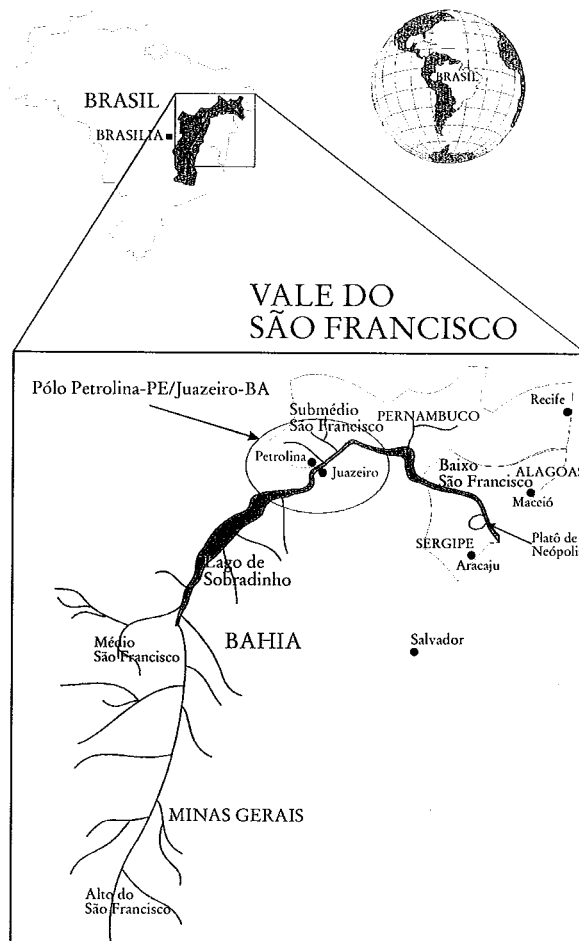 BRASIL
BRASIL
BRASILIA
VALE DO
SÃO FRANCISCO
Pólo Petrolina-PE/Juazeiro-BA
Recife
Submédio
São Francisco
PERNAMBUCO
Petrolina
Juazeiro
Baixo
São Francisco
ALAGOAS
Maceió
Platô de
Neópoli
SERGIPE
Aracaju
Lago de
Sobradinho
BAHIA
Salvador
Médio
São Francisco
MINAS GERAIS
Alto do
São Francisco